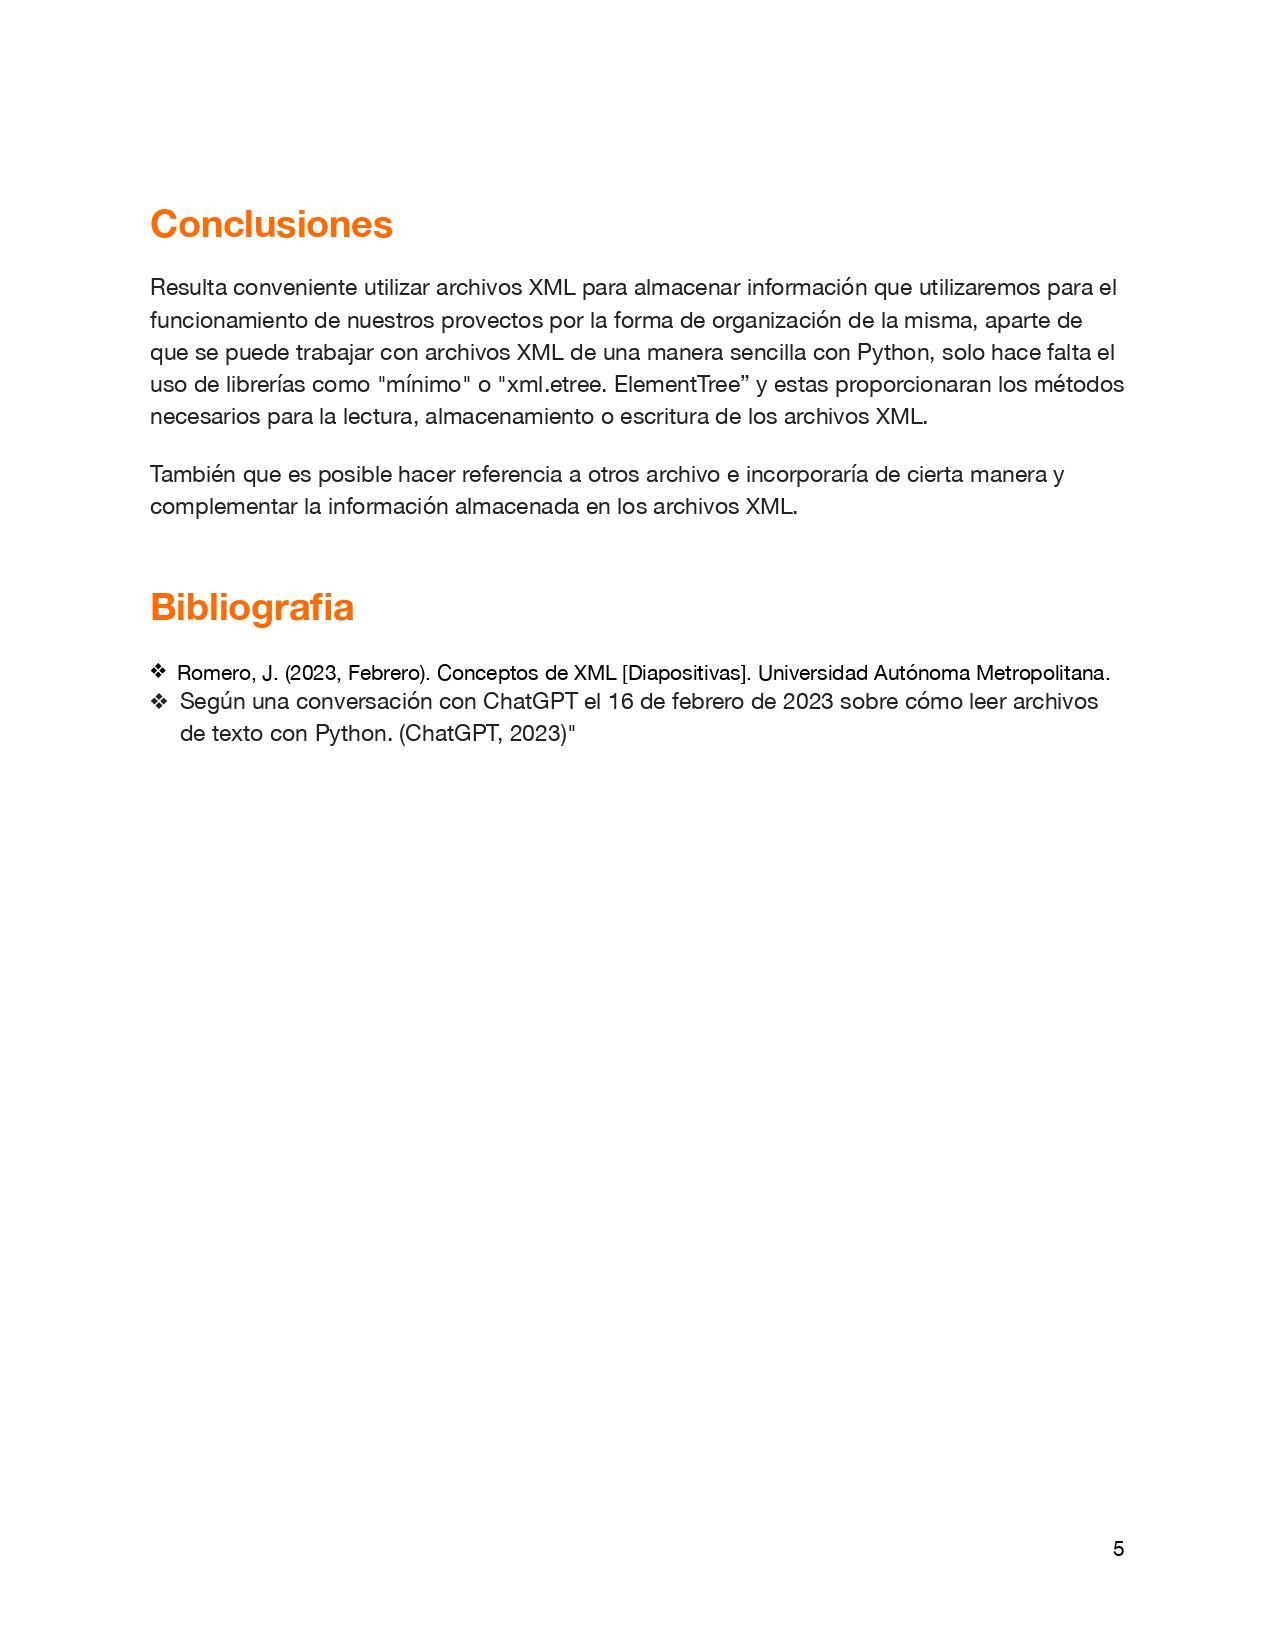 Conclusiones
Resulta conveniente utilizar archivos XML para almacenar información que utilizaremos para el
funcionamiento de nuestros provectos por la forma de organización de la misma, aparte de
que se puede trabajar con archivos XML de una manera sencilla con Python, solo hace falta el
uso de librerías como "mínimo" o "xml.etree. ElementTree” y estas proporcionaran los métodos
necesarios para la lectura, almacenamiento o escritura de los archivos XML.
También que es posible hacer referencia a otros archivo e incorporaría de cierta manera y
complementar la información almacenada en los archivos XML.
Bibliografia
❖ Romero, J. (2023, Febrero). Conceptos de XML [Diapositivas]. Universidad Autónoma Metropolitana.
❖ Según una conversación con ChatGPT el 16 de febrero de 2023 sobre cómo leer archivos
de texto con Python. (ChatGPT, 2023)"
5